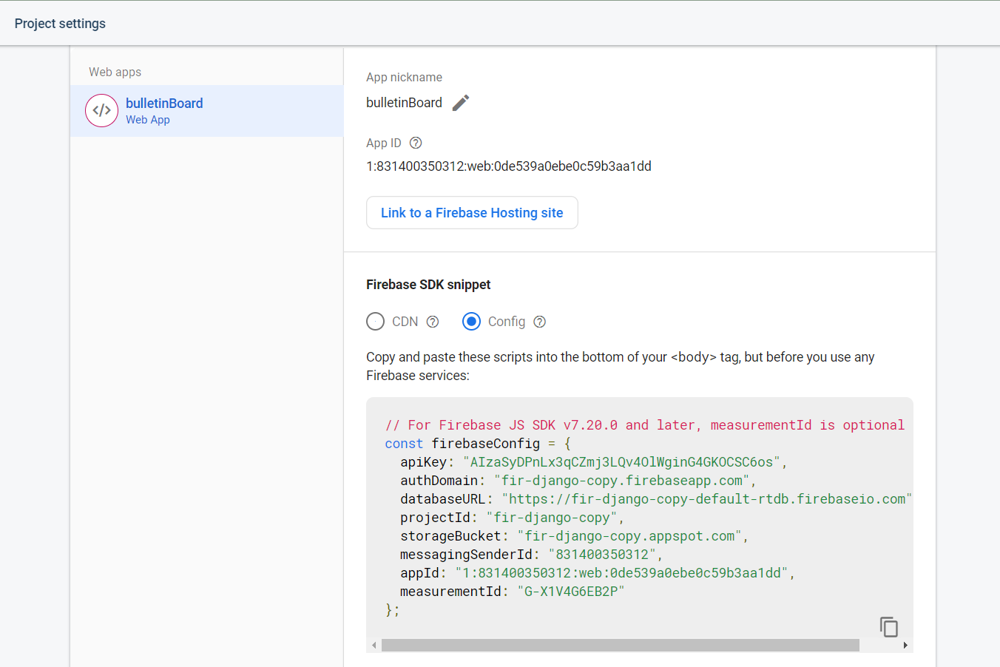 Project settings
Web apps
</> bulletinBoard
Web App
App nickname
bulletinBoard
App ID ?
1:831400350312:web:0de539a0ebe0c59b3aa1dd
Link to a Firebase Hosting site
Firebase SDK snippet
CDN ? Config ?
Copy and paste these scripts into the bottom of your <body> tag, but before you use any
Firebase services:
// For Firebase JS SDK v7.20.0 and later, measurementId is optional
const firebaseConfig = {
apiKey: "AIzaSyDPnLx3qCZmj3LQv4OlWginG4GKOCSC6os",
authDomain: "fir-django-copy.firebaseapp.com",
databaseURL: "https://fir-django-copy-default-rtdb.firebaseio.com"
projectId: "fir-django-copy",
storageBucket: "fir-django-copy.appspot.com",
messagingSenderId: "831400350312",
appId: "1:831400350312:web:0de539a0ebe0c59b3aa1dd",
measurementId: "G-X1V4G6EB2P"
};